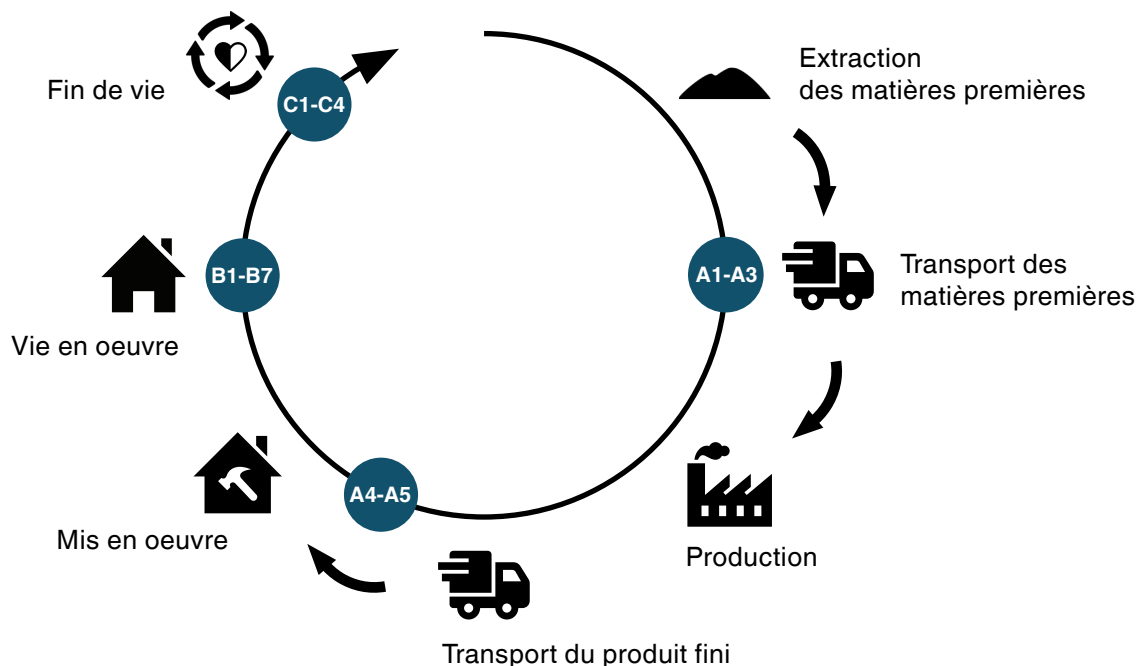 Extraction
des matières premières
A1-A3
Transport des
matières premières
Production
Transport du produit fini
A4-A5
Mis en oeuvre
B1-B7
Vie en oeuvre
C1-C4
Fin de vie